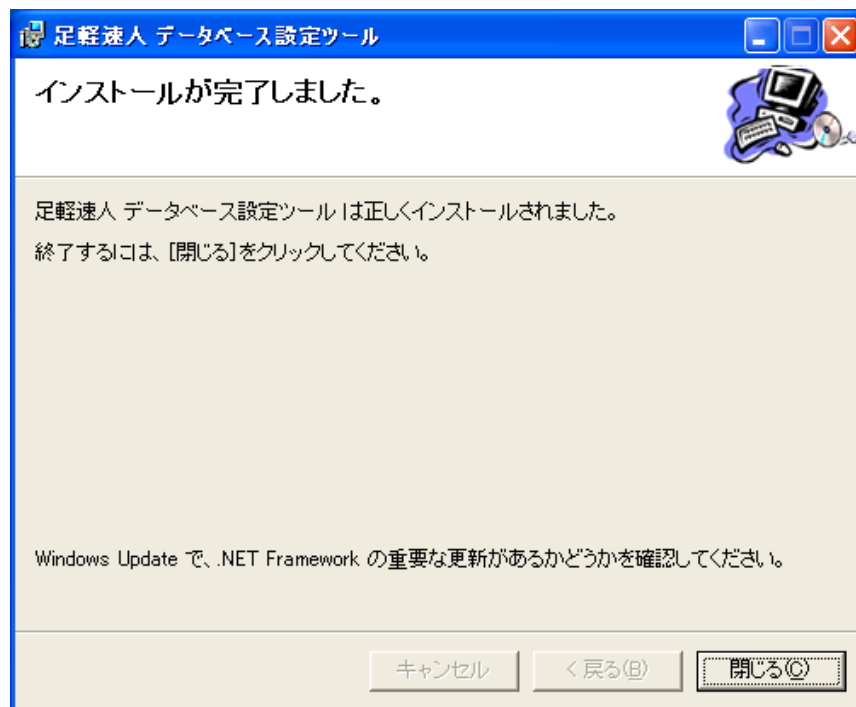 足軽速人 データベース設定ツール
インストールが完了しました。
足軽速人 データベース設定ツール は正しくインストールされました。
終了するには、[閉じる]をクリックしてください。
Windows Update で、.NET Framework の重要な更新があるかどうかを確認してください。
キャンセル
< 戻る(B)
閉じる(C)